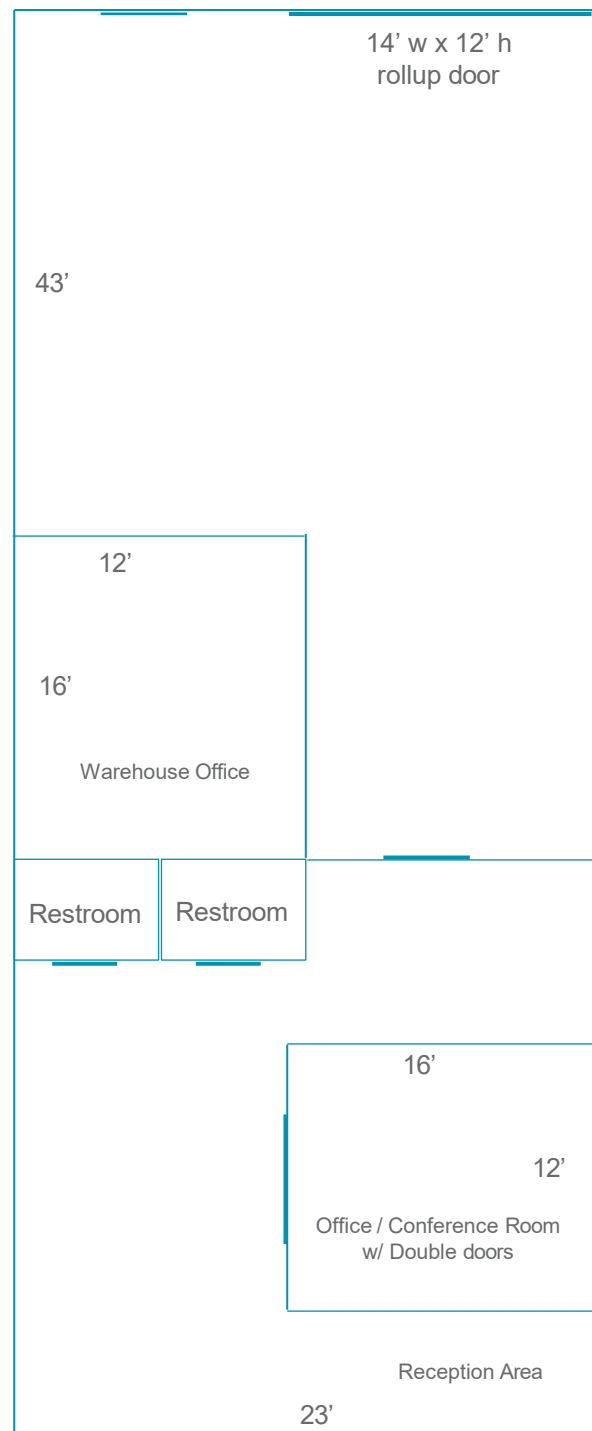 14’ w x 12’ h
rollup door
43’
12’
16’
Warehouse Office
Restroom
Restroom
16’
12’
Office / Conference Room
w/ Double doors
Reception Area
23’